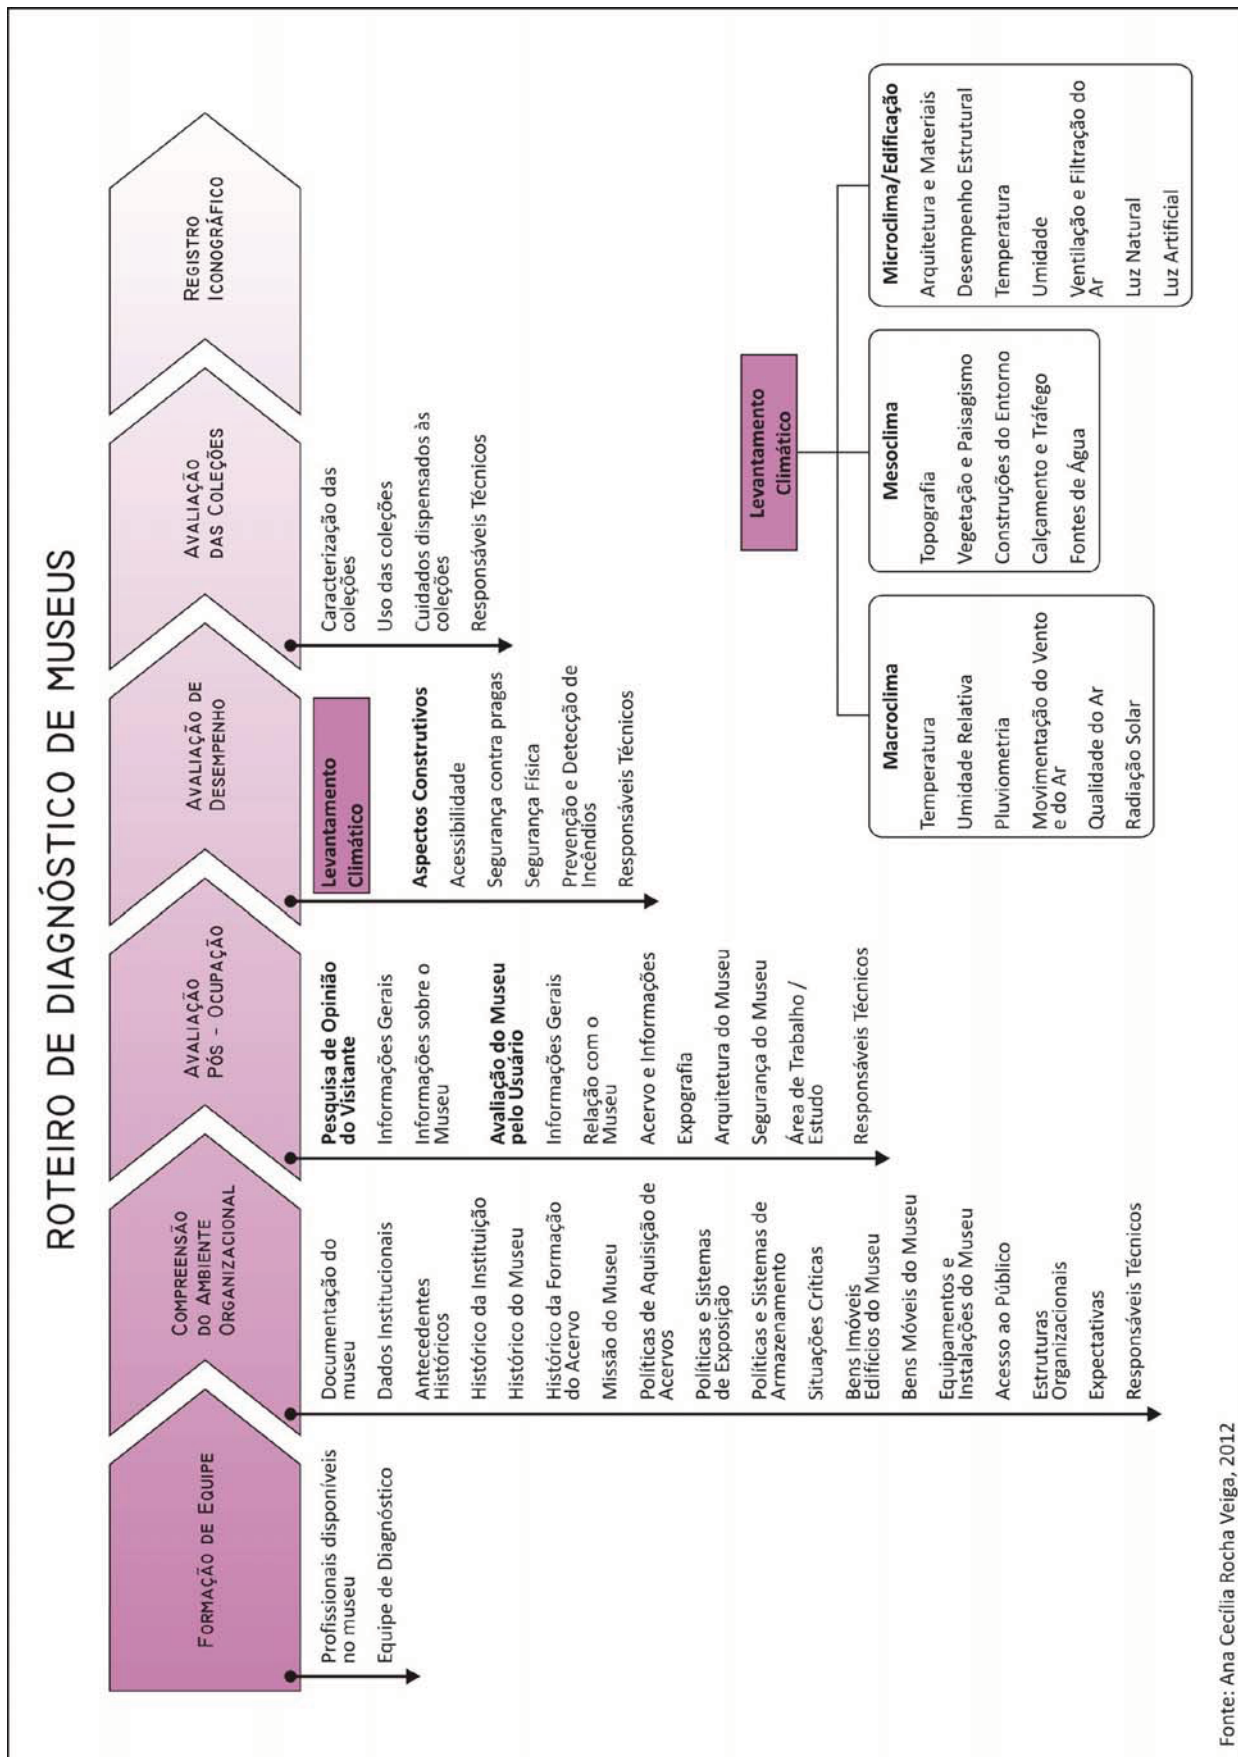 ROTEIRO DE DIAGNÓSTICO DE MUSEUS
FORMAÇÃO DE EQUIPE
Profissionais disponíveis
no museu
Equipe de Diagnóstico
COMPREENSÃO
DO AMBIENTE
ORGANIZACIONAL
Documentação do
museu
Dados Institucionais
Antecedentes
Históricos
Histórico da Instituição
Histórico do Museu
Histórico da Formação
do Acervo
Missão do Museu
Políticas de Aquisição de
Acervos
Políticas e Sistemas
de Exposição
Políticas e Sistemas de
Armazenamento
Situações Críticas
Bens Imóveis
Edifícios do Museu
Bens Móveis do Museu
Equipamentos e
Instalações do Museu
Acesso ao Público
Estruturas
Organizacionais
Expectativas
Responsáveis Técnicos
AVALIAÇÃO
PÓS - OCUPAÇÃO
Pesquisa de Opinião
do Visitante
Informações Gerais
Informações sobre o
Museu
Avaliação do Museu
pelo Usuário
Informações Gerais
Relação com o
Museu
Acervo e Informações
Expografia
Arquitetura do Museu
Segurança do Museu
Área de Trabalho /
Estudo
Responsáveis Técnicos
AVALIAÇÃO DE
DESEMPENHO
Levantamento
Climático
Aspectos Construtivos
Acessibilidade
Segurança contra pragas
Segurança Física
Prevenção e Detecção de
Incêndios
Responsáveis Técnicos
AVALIAÇÃO
DAS COLEÇÕES
Caracterização das
coleções
Uso das coleções
Cuidados dispensados às
coleções
Responsáveis Técnicos
REGISTRO
ICONOGRÁFICO
Levantamento
Climático
Macroclima
Temperatura
Umidade Relativa
Pluviometria
Movimentação do Vento
e do Ar
Qualidade do Ar
Radiação Solar
Mesoclima
Topografia
Vegetação e Paisagismo
Construções do Entorno
Calçamento e Tráfego
Fontes de Água
Microclima/Edificação
Arquitetura e Materiais
Desempenho Estrutural
Temperatura
Umidade
Ventilação e Filtração do
Ar
Luz Natural
Luz Artificial
Fonte: Ana Cecília Rocha Veiga, 2012